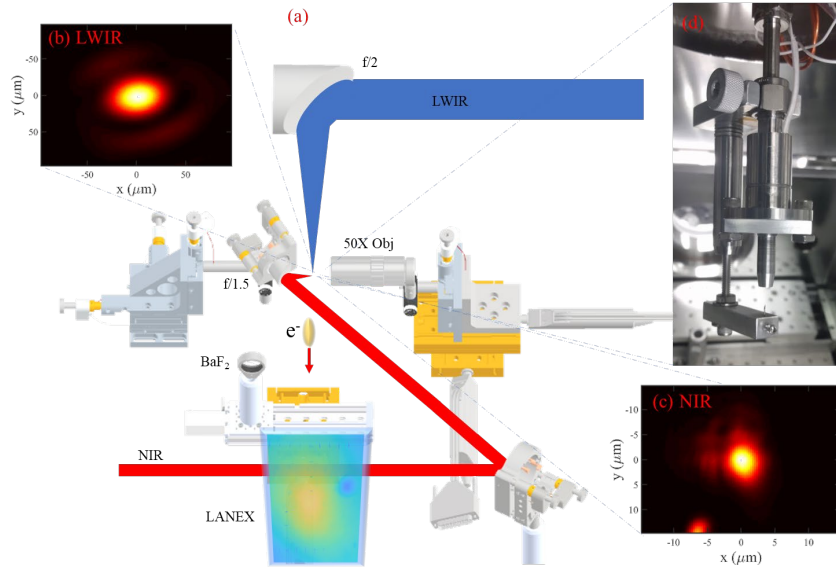 (a)
(b) LWIR
-50
0
50
y (μm)
-50
0
50
x (μm)
f/2
LWIR
(d)
50X Obj
f/1.5
e-
BaF2
NIR
LANEX
(c) NIR
-10
-5
0
5
10
y (μm)
-10
-5
0
5
10
x (μm)